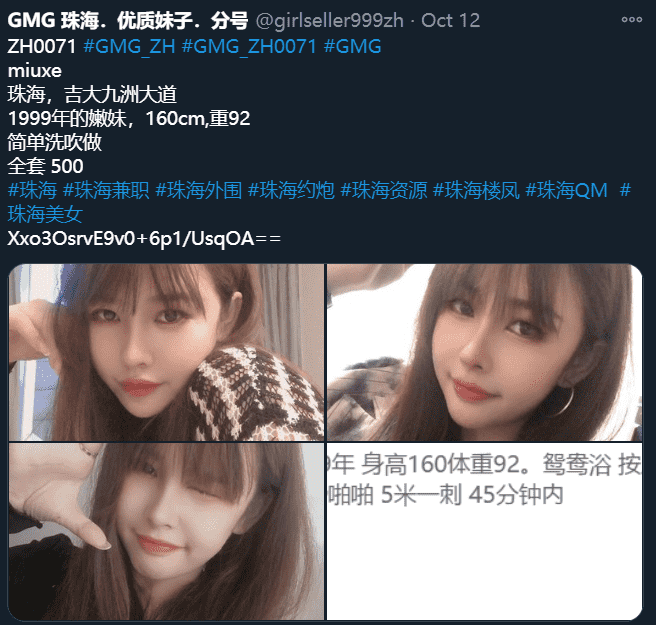 GMG 珠海．优质妹子．分号 @girlseller999zh · Oct 12
ZH0071 #GMG_ZH #GMG_ZH0071 #GMG
miuxe
珠海，吉大九洲大道
1999年的嫩妹，160cm,重92
简单洗吹做
全套 500
#珠海 #珠海兼职 #珠海外围 #珠海约炮 #珠海资源 #珠海楼凤 #珠海QM #
珠海美女
Xxo3OsrvE9v0+6p1/UsqOA==
9年 身高160体重92。鸳鸯浴 按
啪啪 5米一刺 45分钟内